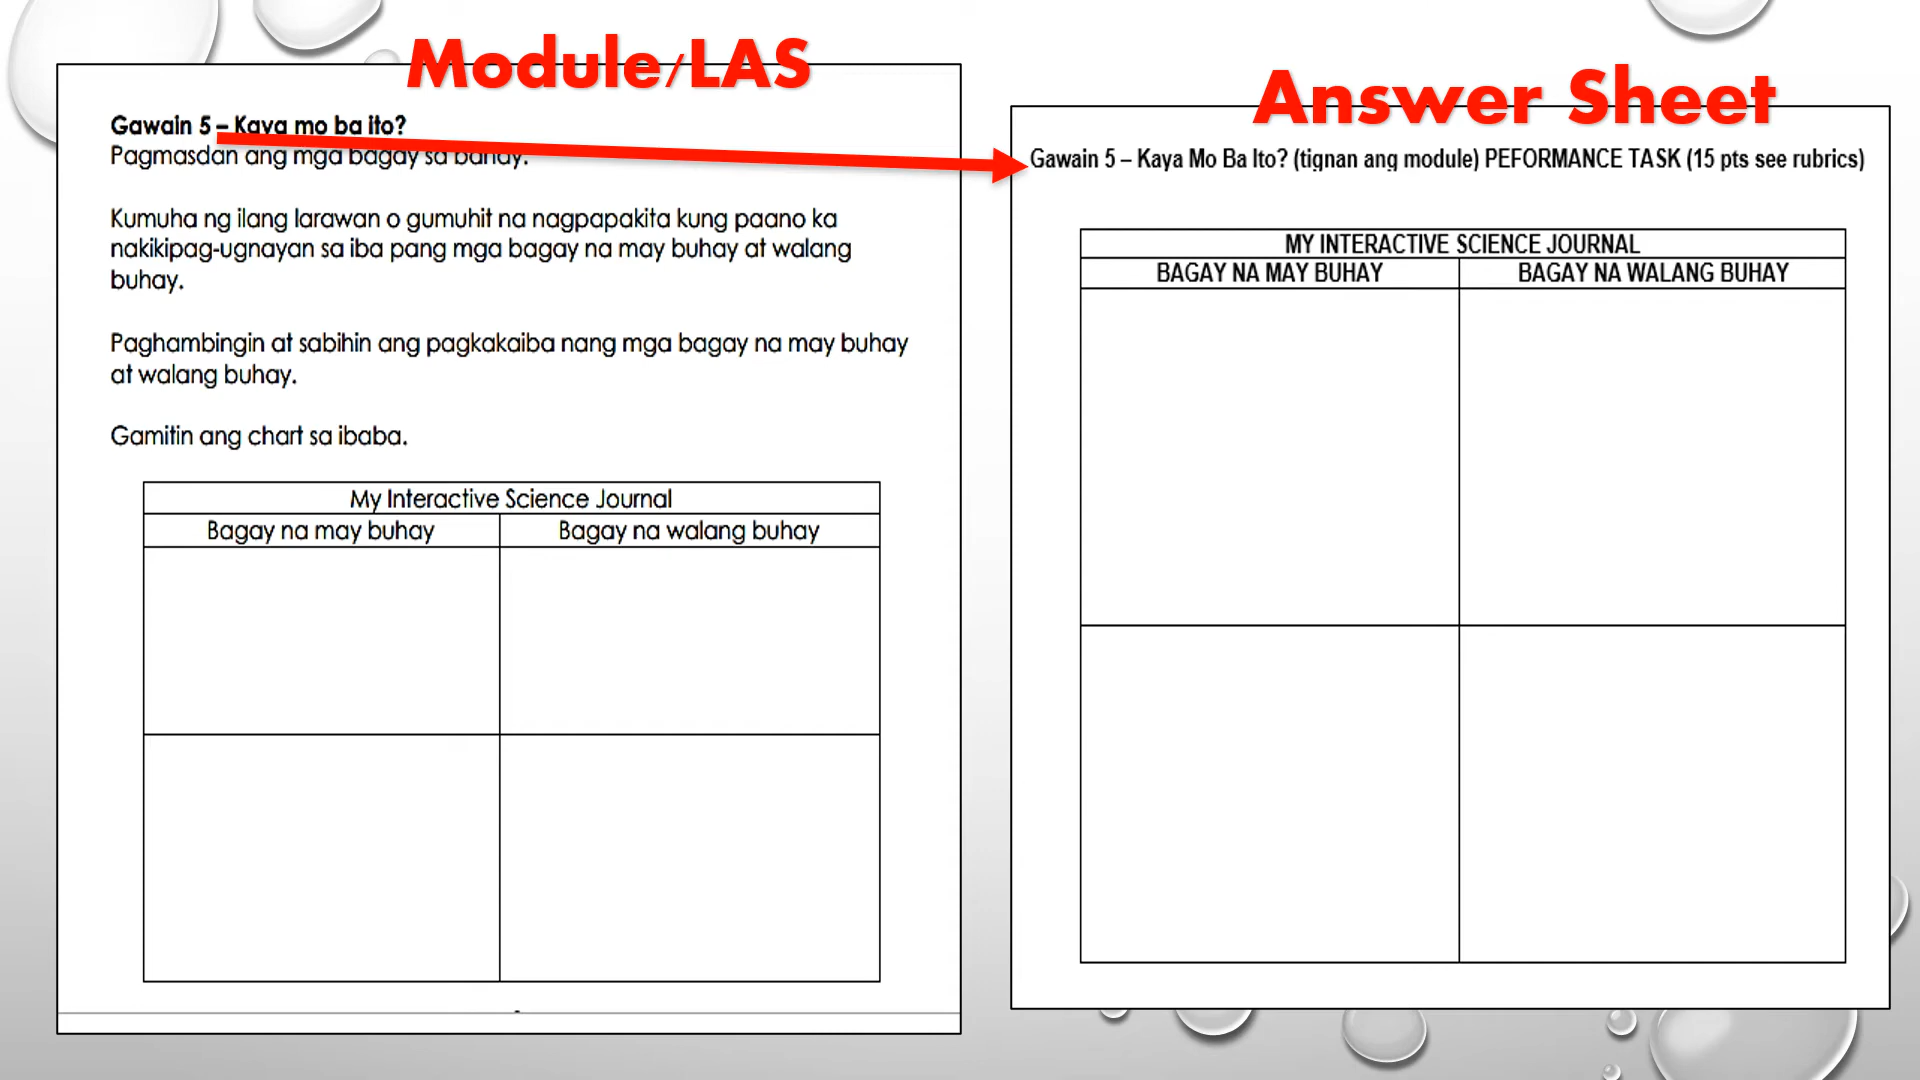 Module/LAS
Gawain 5 – Kaya mo ba ito?
Pagmasdan ang mga bagay sa bahay.
Kumuha ng ilang larawan o gumuhit na nagpapakita kung paano ka
nakikipag-ugnayan sa iba pang mga bagay na may buhay at walang
buhay.
Paghambingin at sabihin ang pagkakaiba nang mga bagay na may buhay
at walang buhay.
Gamitin ang chart sa ibaba.
My Interactive Science Journal
Bagay na may buhay
Bagay na walang buhay
Answer Sheet
Gawain 5 – Kaya Mo Ba Ito? (tignan ang module) PEFORMANCE TASK (15 pts see rubrics)
MY INTERACTIVE SCIENCE JOURNAL
BAGAY NA MAY BUHAY
BAGAY NA WALANG BUHAY